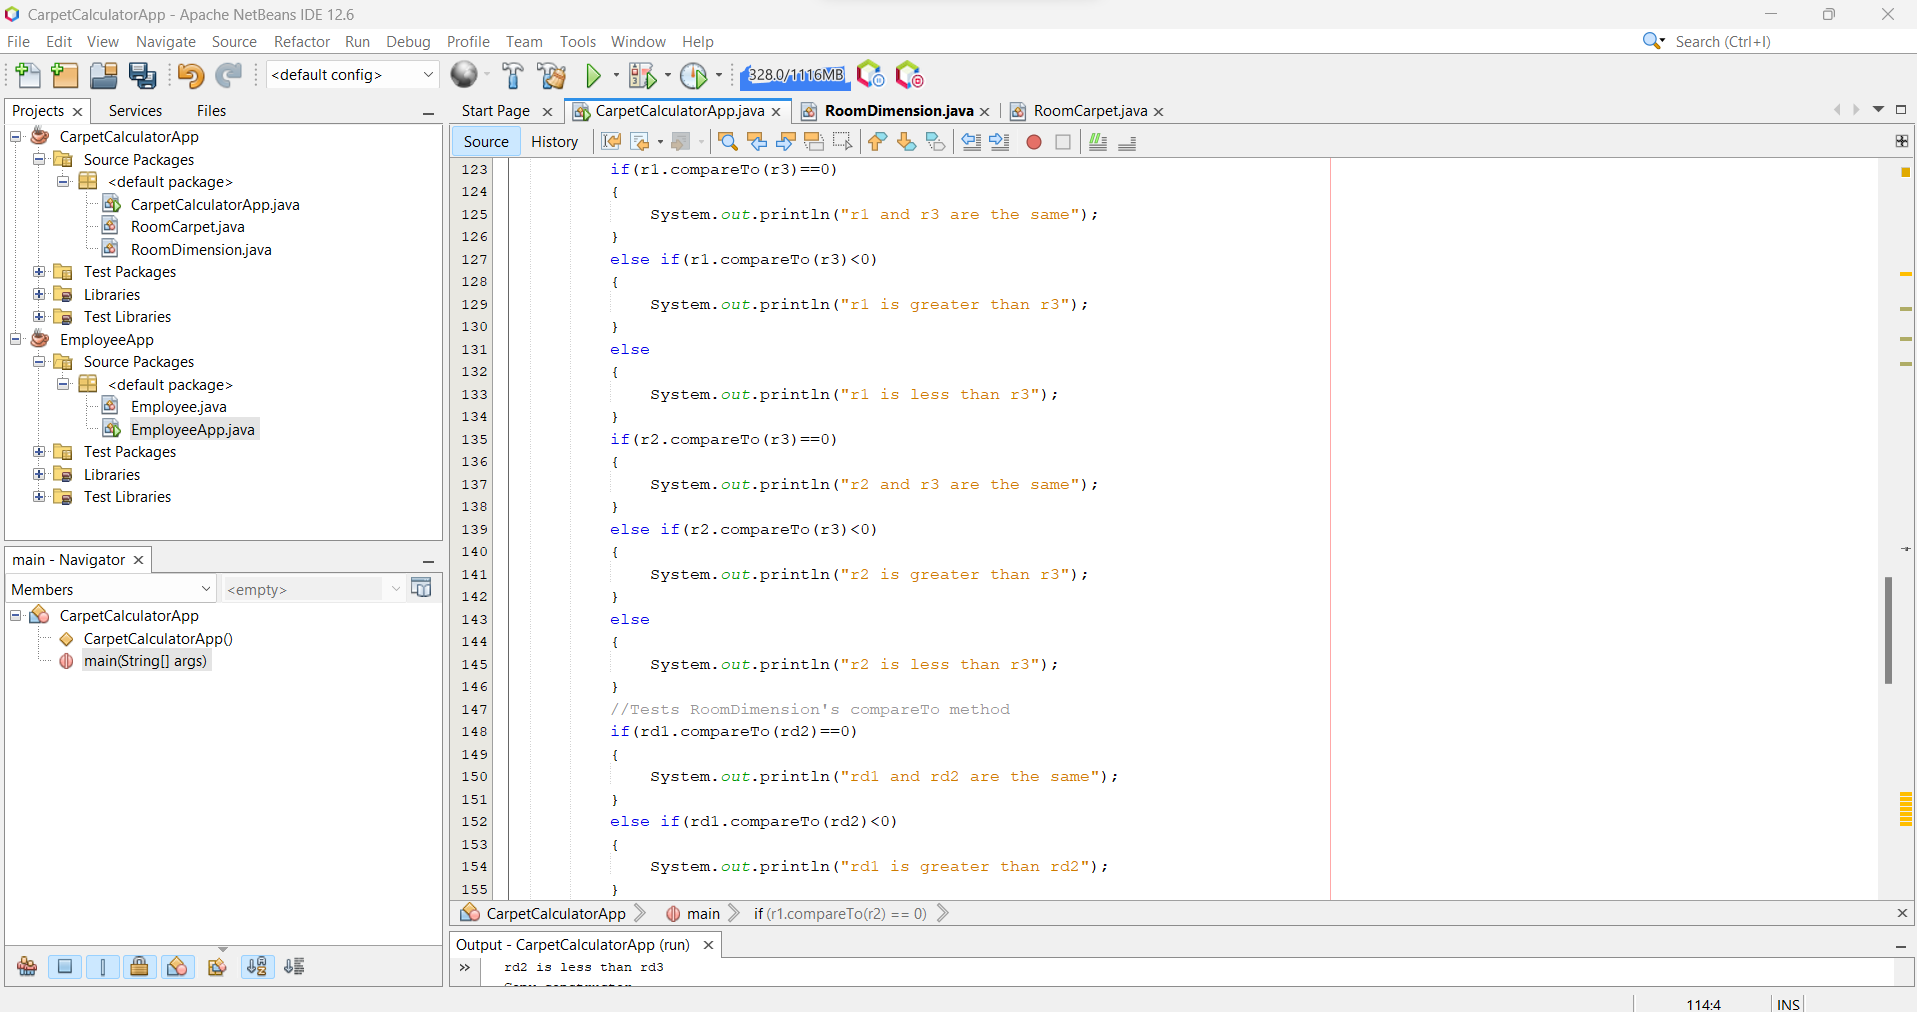 CarpetCalculatorApp - Apache NetBeans IDE 12.6
File Edit View Navigate Source Refactor Run Debug Profile Team Tools Window Help
Search (Ctrl+I)
<default config>
328.0/1116MB
Projects Services Files
CarpetCalculatorApp
Source Packages
<default package>
CarpetCalculatorApp.java
RoomCarpet.java
RoomDimension.java
Test Packages
Libraries
Test Libraries
EmployeeApp
Source Packages
<default package>
Employee.java
EmployeeApp.java
Test Packages
Libraries
Test Libraries
main - Navigator
Members
<empty>
CarpetCalculatorApp
CarpetCalculatorApp()
main(String[] args)
Start Page CarpetCalculatorApp.java RoomDimension.java RoomCarpet.java
Source History
123 if(r1.compareTo(r3)==0)
124 {
125 System.out.println("r1 and r3 are the same");
126 }
127 else if(r1.compareTo(r3)<0)
128 {
129 System.out.println("r1 is greater than r3");
130 }
131 else
132 {
133 System.out.println("r1 is less than r3");
134 }
135 if(r2.compareTo(r3)==0)
136 {
137 System.out.println("r2 and r3 are the same");
138 }
139 else if(r2.compareTo(r3)<0)
140 {
141 System.out.println("r2 is greater than r3");
142 }
143 else
144 {
145 System.out.println("r2 is less than r3");
146 }
147 //Tests RoomDimension's compareTo method
148 if(rd1.compareTo(rd2)==0)
149 {
150 System.out.println("rd1 and rd2 are the same");
151 }
152 else if(rd1.compareTo(rd2)<0)
153 {
154 System.out.println("rd1 is greater than rd2");
155 }
CarpetCalculatorApp main if (r1.compareTo(r2) == 0)
Output - CarpetCalculatorApp (run)
rd2 is less than rd3
114:4 INS